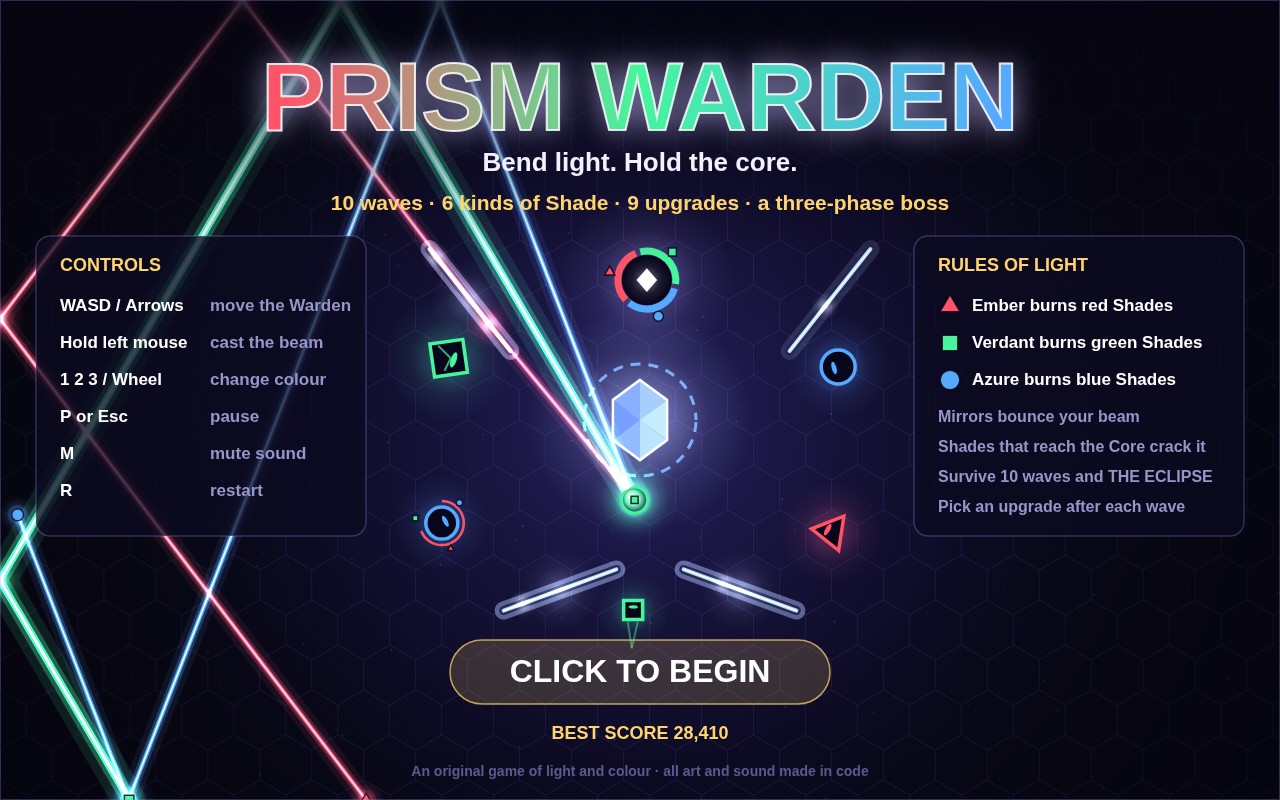 PRISM WARDEN
Bend light. Hold the core.
10 waves · 6 kinds of Shade · 9 upgrades · a three-phase boss
CONTROLS
WASD / Arrows move the Warden
Hold left mouse cast the beam
1 2 3 / Wheel change colour
P or Esc pause
M mute sound
R restart
RULES OF LIGHT
Ember burns red Shades
Verdant burns green Shades
Azure burns blue Shades
Mirrors bounce your beam
Shades that reach the Core crack it
Survive 10 waves and THE ECLIPSE
Pick an upgrade after each wave
CLICK TO BEGIN
BEST SCORE 28,410
An original game of light and colour · all art and sound made in code